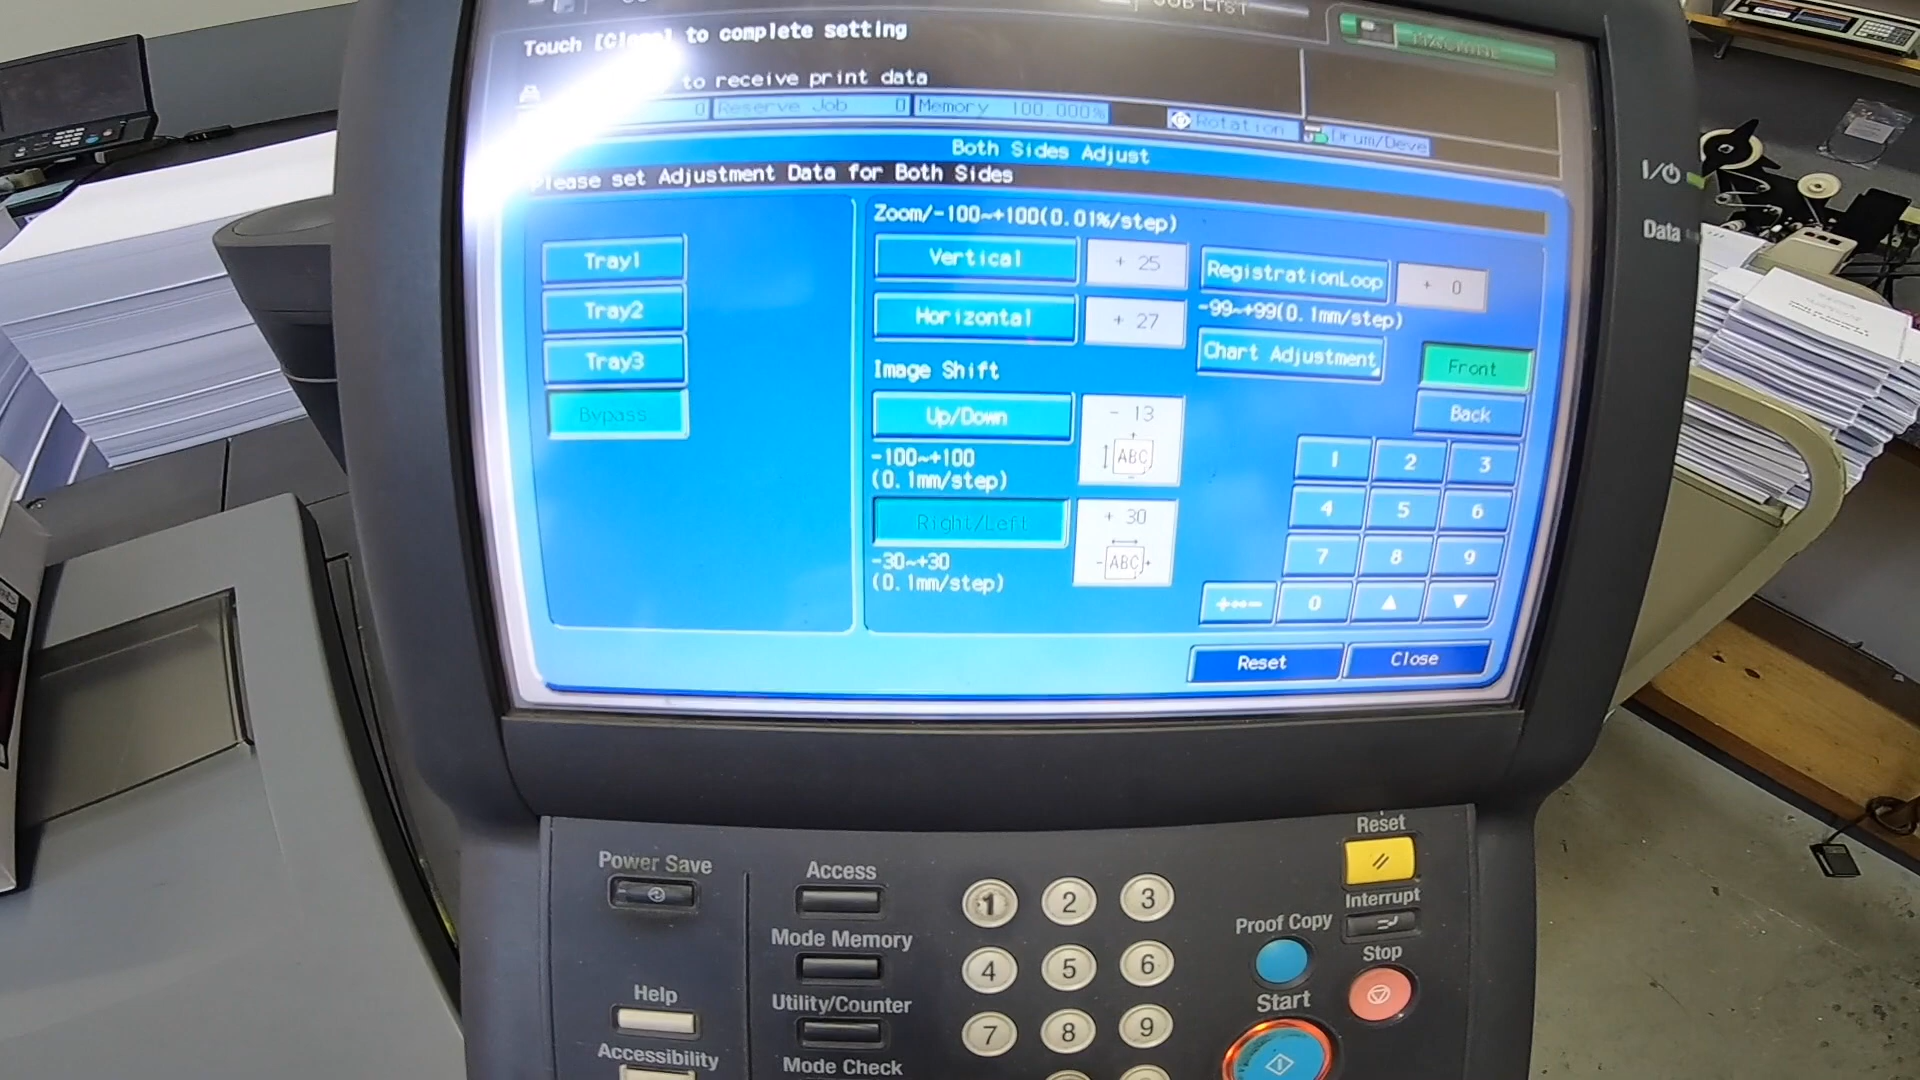 JOB LIST
MACHINE
Touch [Close] to complete setting
to receive print data
0 Reserve Job 0 Memory 100.000%
Rotation Drum/Deve
Both Sides Adjust
Please set Adjustment Data for Both Sides
Tray1
Tray2
Tray3
Bypass
Zoom/-100~+100(0.01%/step)
Vertical + 25
Horizontal + 27
RegistrationLoop + 0
-99~+99(0.1mm/step)
Chart Adjustment
Front
Back
Image Shift
Up/Down - 13
+
ABC
-
-100~+100
(0.1mm/step)
Right/Left + 30
-ABC+
-30~+30
(0.1mm/step)
1 2 3
4 5 6
7 8 9
+↔- 0 ▲ ▼
Reset Close
Data
Power Save
Help
Accessibility
Access
Mode Memory
Utility/Counter
Mode Check
1 2 3
4 5 6
7 8 9
Reset
Interrupt
Proof Copy
Stop
Start